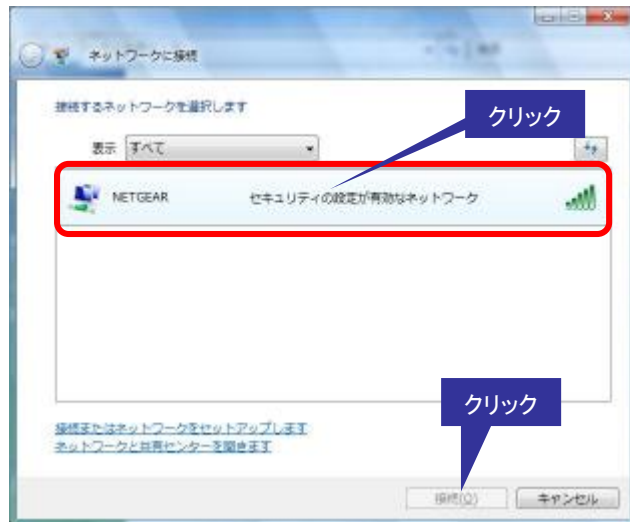 ネットワークに接続
接続するネットワークを選択します
クリック
表示 すべて
NETGEAR セキュリティの設定が有効なネットワーク
クリック
接続またはネットワークをセットアップします
ネットワークと共有センターを開きます
接続(O) キャンセル